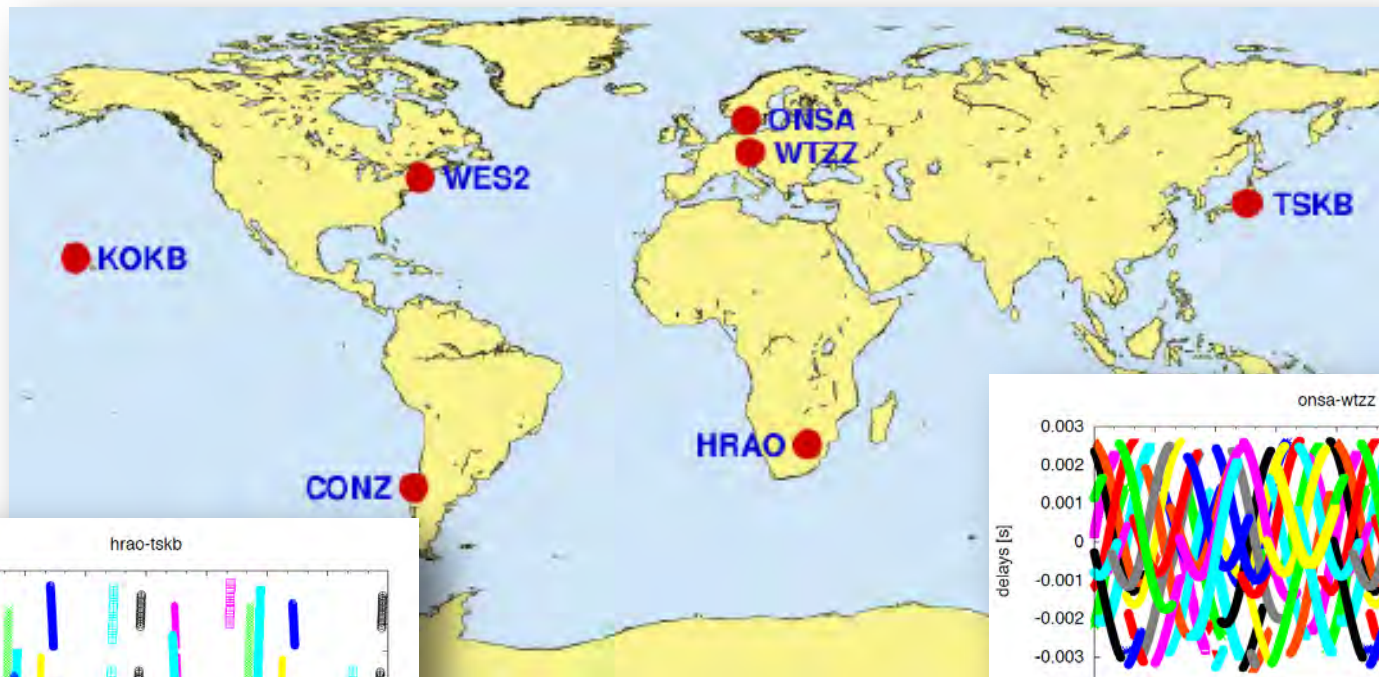 ONSA
WTZZ
WES2
TSKB
KOKB
HRAO
CONZ
hrao-tskb
onsa-wtzz
delays [s]
0.003
0.002
0.001
0
-0.001
-0.002
-0.003